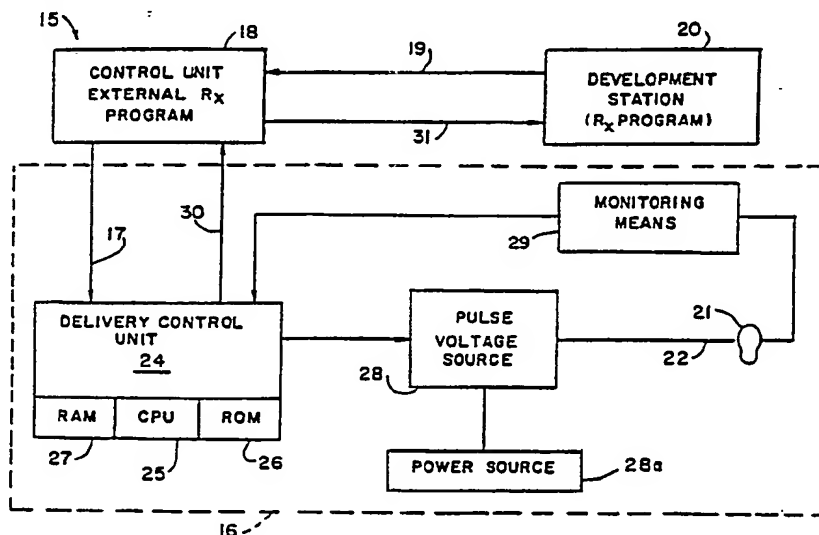 15
18
CONTROL UNIT
EXTERNAL Rx
PROGRAM
19
31
20
DEVELOPMENT
STATION
(Rx PROGRAM)
17
30
MONITORING
MEANS
29
DELIVERY CONTROL
UNIT
24
RAM
CPU
ROM
27
25
26
PULSE
VOLTAGE
SOURCE
28
21
22
POWER SOURCE
28a
16